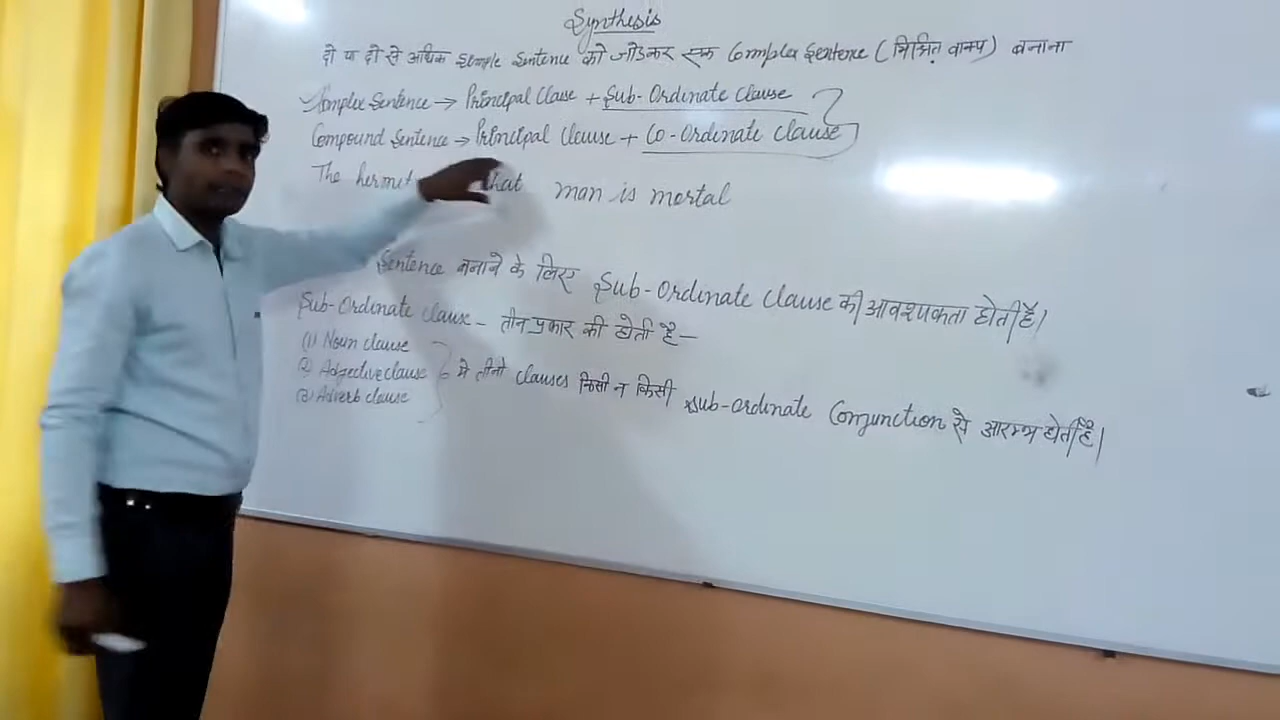 Synthesis
दो या दो से अधिक Simple Sentence को जोडकर एक Complex Sentence (मिश्रित वाक्य) बनाना
Complex Sentence → Principal Clause + Sub-Ordinate Clause
Compound Sentence → Principal Clause + Co-Ordinate Clause
The hermit that man is mortal
Sentence बनाने के लिए Sub-Ordinate Clause की आवश्यकता होती है।
Sub-Ordinate clause - तीन प्रकार की होती है -
(1) Noun clause
(2) Adjective clause
(3) Adverb clause
ये तीनो clauses किसी न किसी Sub-ordinate Conjunction से आरम्भ होती है।